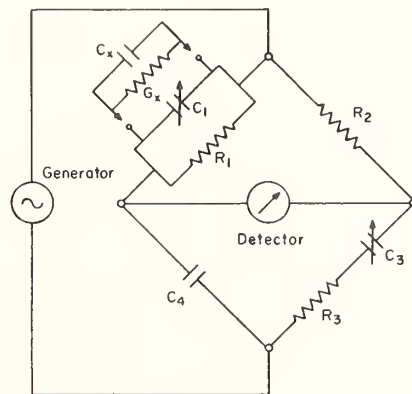 Cx
Gx
C1
R1
R2
Generator
Detector
C3
C4
R3